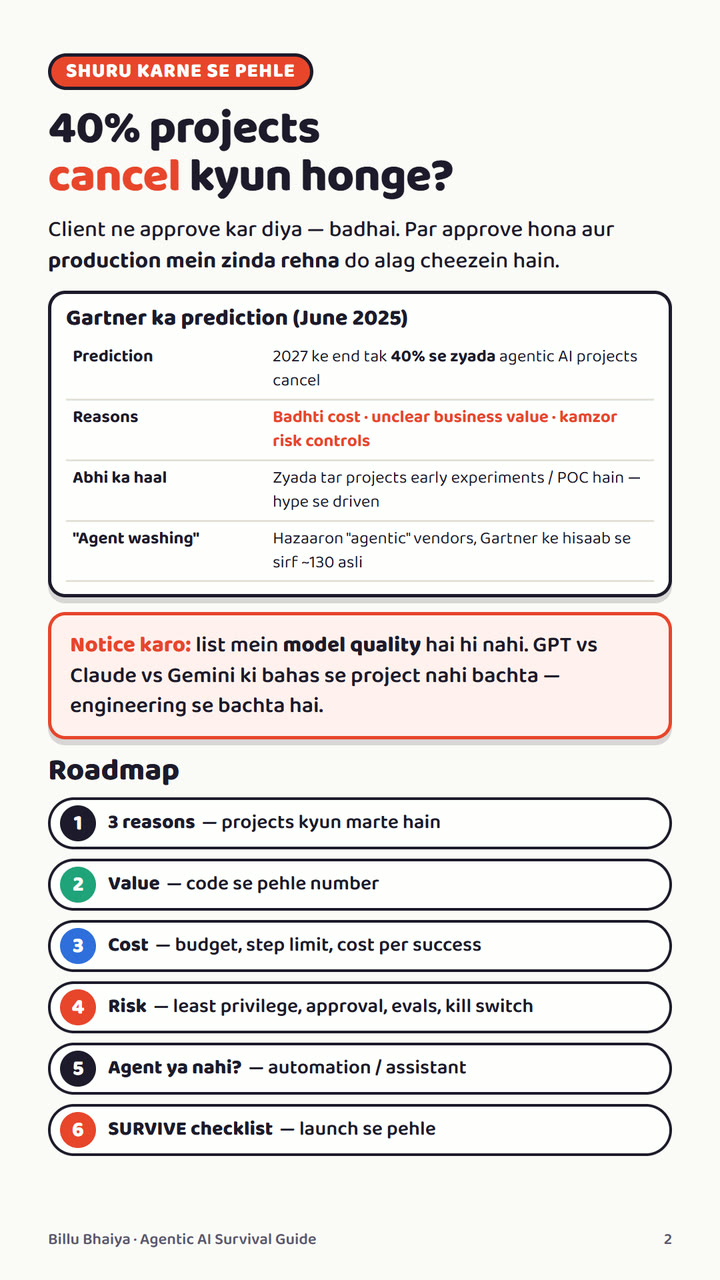 SHURU KARNE SE PEHLE
40% projects
cancel kyun honge?
Client ne approve kar diya — badhai. Par approve hona aur
production mein zinda rehna do alag cheezein hain.
Gartner ka prediction (June 2025)
Prediction
2027 ke end tak 40% se zyada agentic AI projects
cancel
Reasons
Badhti cost · unclear business value · kamzor
risk controls
Abhi ka haal
Zyada tar projects early experiments / POC hain —
hype se driven
"Agent washing"
Hazaaron "agentic" vendors, Gartner ke hisaab se
sirf ~130 asli
Notice karo: list mein model quality hai hi nahi. GPT vs
Claude vs Gemini ki bahas se project nahi bachta —
engineering se bachta hai.
Roadmap
1 3 reasons — projects kyun marte hain
2 Value — code se pehle number
3 Cost — budget, step limit, cost per success
4 Risk — least privilege, approval, evals, kill switch
5 Agent ya nahi? — automation / assistant
6 SURVIVE checklist — launch se pehle
Billu Bhaiya · Agentic AI Survival Guide 2